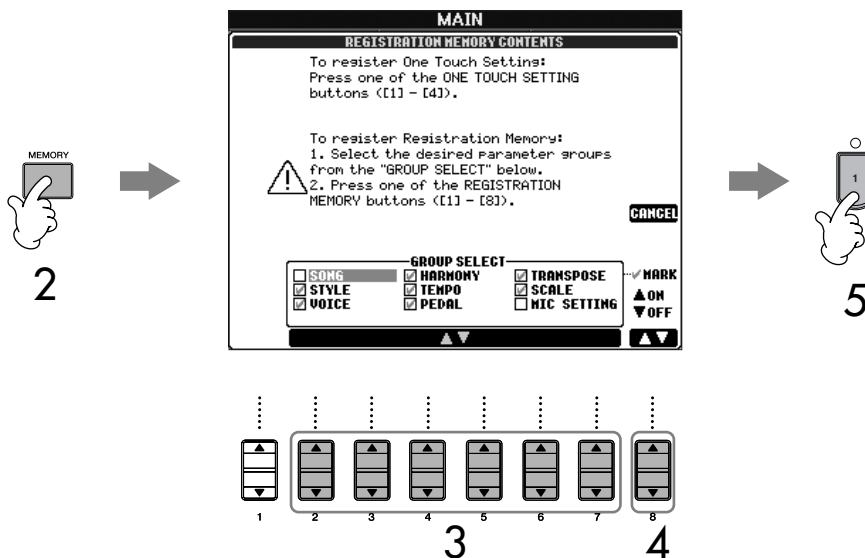 MAIN
REGISTRATION MEMORY CONTENTS
To register One Touch Setting:
Press one of the ONE TOUCH SETTING
buttons ([1] - [4]).
To register Registration Memory:
1. Select the desired parameter groups
from the "GROUP SELECT" below.
2. Press one of the REGISTRATION
MEMORY buttons ([1] - [8]).
CANCEL
GROUP SELECT
SONG HARMONY TRANSPOSE MARK
STYLE TEMPO SCALE ON
VOICE PEDAL MIC SETTING OFF
MEMORY
2
1
5
1 2 3 4 5 6 7 8
3 4